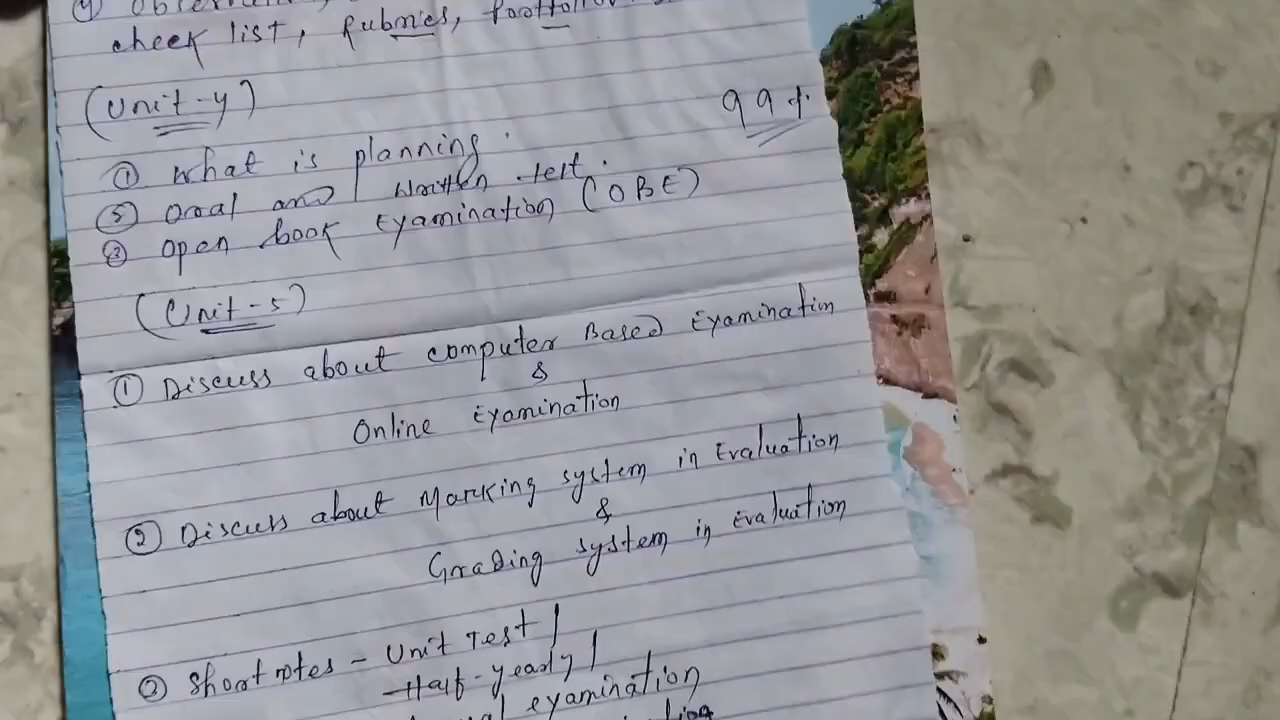 check list, Rubrics, Portfolio
(Unit-4)
99%
① What is planning.
② Oral and written test.
③ Open book Examination (OBE)
(Unit-5)
① Discuss about computer Based Examination
&
Online Examination
② Discuss about Marking system in Evaluation
&
Grading system in Evaluation
③ Short notes - Unit Test /
Half-yearly /
examination